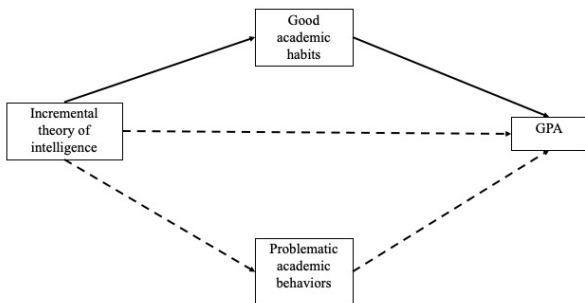 Good
academic
habits
Incremental
theory of
intelligence
GPA
Problematic
academic
behaviors